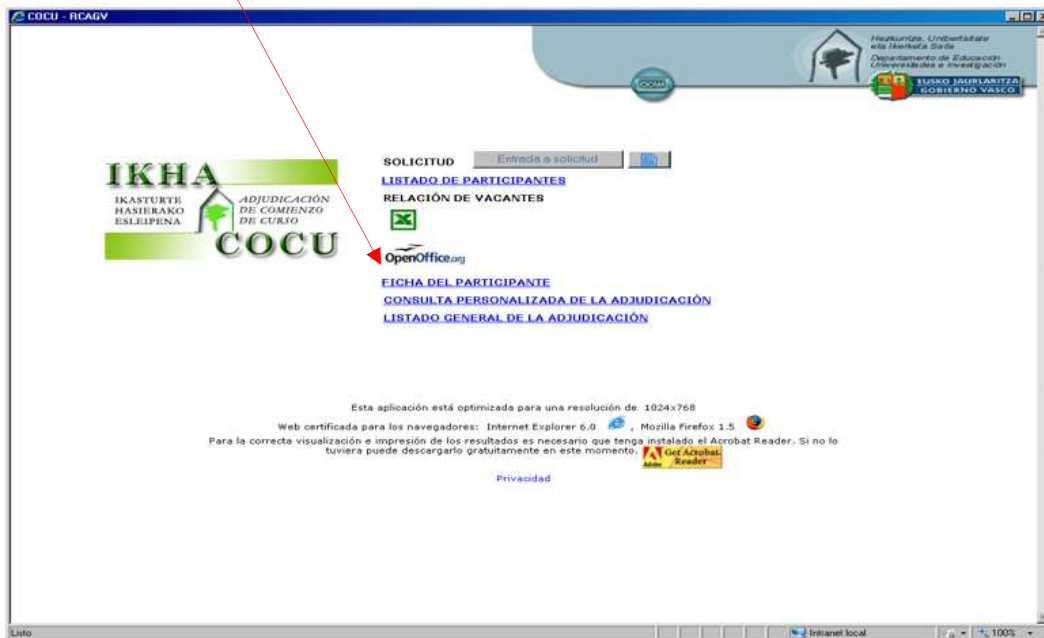 COCU - RCAGV
Hezkuntza, Unibertsitate
eta Ikerketa Saila
Departamento de Educación
Universidades e Investigación
EUSKO JAURLARITZA
GOBIERNO VASCO
IKHA
IKASTURTE
HASIERAKO
ESLEIPENA
ADJUDICACIÓN
DE COMIENZO
DE CURSO
COCU
SOLICITUD Entrada a solicitud
LISTADO DE PARTICIPANTES
RELACIÓN DE VACANTES
OpenOffice.org
FICHA DEL PARTICIPANTE
CONSULTA PERSONALIZADA DE LA ADJUDICACIÓN
LISTADO GENERAL DE LA ADJUDICACIÓN
Esta aplicación está optimizada para una resolución de 1024x768
Web certificada para los navegadores: Internet Explorer 6.0 , Mozilla Firefox 1.5
Para la correcta visualización e impresión de los resultados es necesario que tenga instalado el Acrobat Reader. Si no lo
tuviera puede descargarlo gratuitamente en este momento. Get Acrobat Reader
Adobe
Privacidad
Listo Intranet local 100%